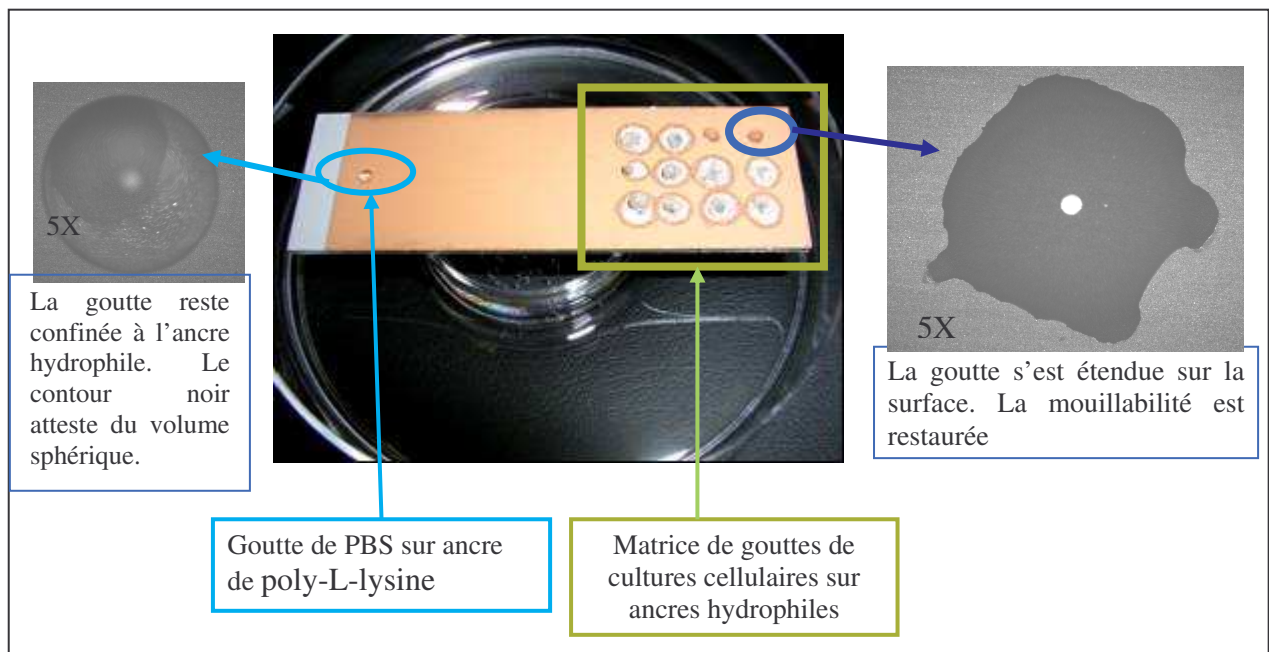 5X
La goutte reste
confinée à l’ancre
hydrophile. Le
contour noir
atteste du volume
sphérique.
5X
La goutte s’est étendue sur la
surface. La mouillabilité est
restaurée
Goutte de PBS sur ancre
de poly-L-lysine
Matrice de gouttes de
cultures cellulaires sur
ancres hydrophiles